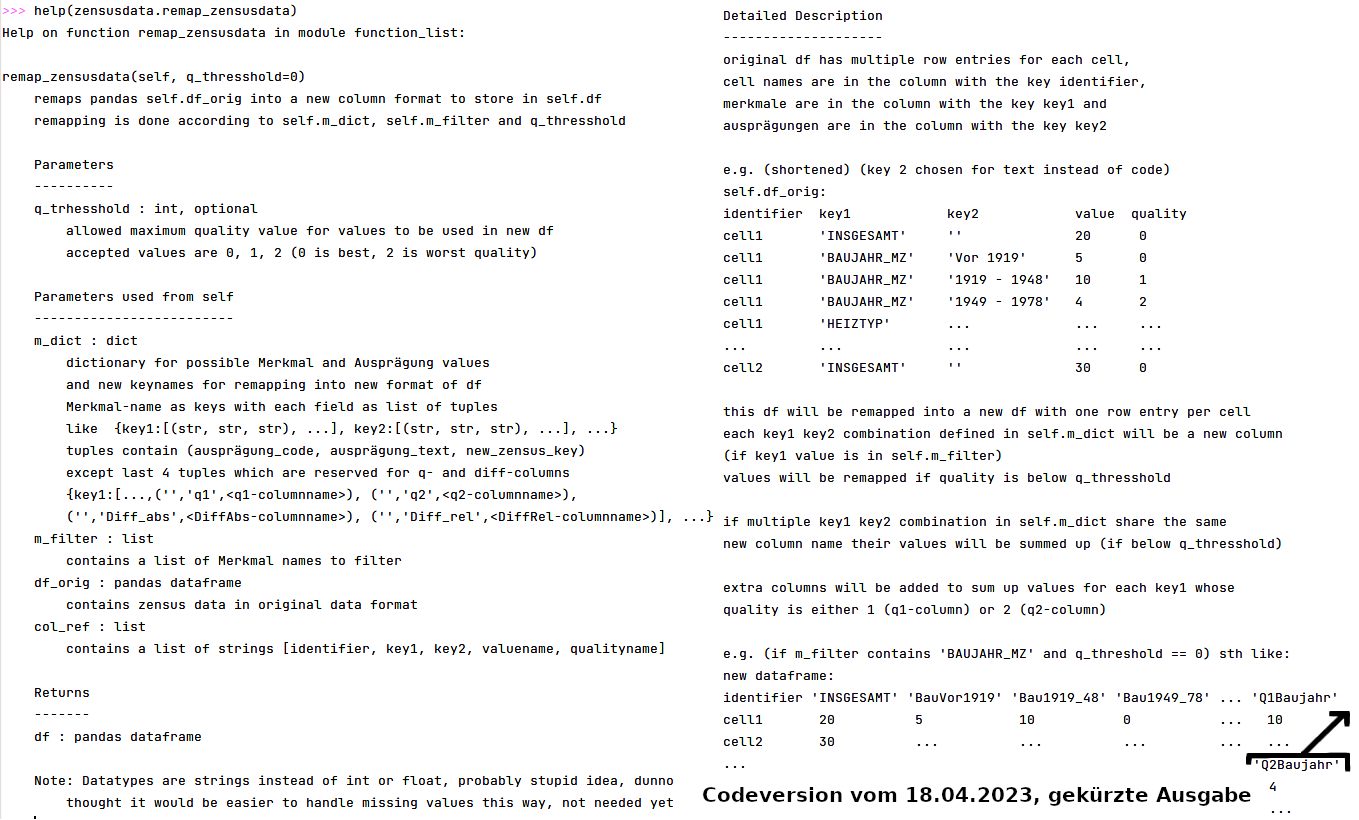 >>> help(zensusdata.remap_zensusdata)
Help on function remap_zensusdata in module function_list:
remap_zensusdata(self, q_thresshold=0)
remaps pandas self.df_orig into a new column format to store in self.df
remapping is done according to self.m_dict, self.m_filter and q_thresshold
Parameters
----------
q_trhesshold : int, optional
allowed maximum quality value for values to be used in new df
accepted values are 0, 1, 2 (0 is best, 2 is worst quality)
Parameters used from self
-------------------------
m_dict : dict
dictionary for possible Merkmal and Ausprägung values
and new keynames for remapping into new format of df
Merkmal-name as keys with each field as list of tuples
like  {key1:[(str, str, str), ...], key2:[(str, str, str), ...], ...}
tuples contain (ausprägung_code, ausprägung_text, new_zensus_key)
except last 4 tuples which are reserved for q- and diff-columns
{key1:[...,('','q1',<q1-columnname>), ('','q2',<q2-columnname>),
('','Diff_abs',<DiffAbs-columnname>), ('','Diff_rel',<DiffRel-columnname>)], ...}
m_filter : list
contains a list of Merkmal names to filter
df_orig : pandas dataframe
contains zensus data in original data format
col_ref : list
contains a list of strings [identifier, key1, key2, valuename, qualityname]
Returns
-------
df : pandas dataframe
Note: Datatypes are strings instead of int or float, probably stupid idea, dunno
thought it would be easier to handle missing values this way, not needed yet
Detailed Description
--------------------
original df has multiple row entries for each cell,
cell names are in the column with the key identifier,
merkmale are in the column with the key key1 and
ausprägungen are in the column with the key key2
e.g. (shortened) (key 2 chosen for text instead of code)
self.df_orig:
identifier  key1            key2            value  quality
cell1       'INSGESAMT'     ''              20      0
cell1       'BAUJAHR_MZ'    'Vor 1919'      5       0
cell1       'BAUJAHR_MZ'    '1919 - 1948'   10      1
cell1       'BAUJAHR_MZ'    '1949 - 1978'   4       2
cell1       'HEIZTYP'       ...             ...     ...
...         ...             ...             ...     ...
cell2       'INSGESAMT'     ''              30      0
this df will be remapped into a new df with one row entry per cell
each key1 key2 combination defined in self.m_dict will be a new column
(if key1 value is in self.m_filter)
values will be remapped if quality is below q_thresshold
if multiple key1 key2 combination in self.m_dict share the same
new column name their values will be summed up (if below q_thresshold)
extra columns will be added to sum up values for each key1 whose
quality is either 1 (q1-column) or 2 (q2-column)
e.g. (if m_filter contains 'BAUJAHR_MZ' and q_threshold == 0) sth like:
new dataframe:
identifier 'INSGESAMT' 'BauVor1919' 'Bau1919_48' 'Bau1949_78' ... 'Q1Baujahr'
cell1       20          5            10           0           ...   10
cell2       30          ...          ...          ...         ...   ...
...
'Q2Baujahr'
4
...
Codeversion vom 18.04.2023, gekürzte Ausgabe